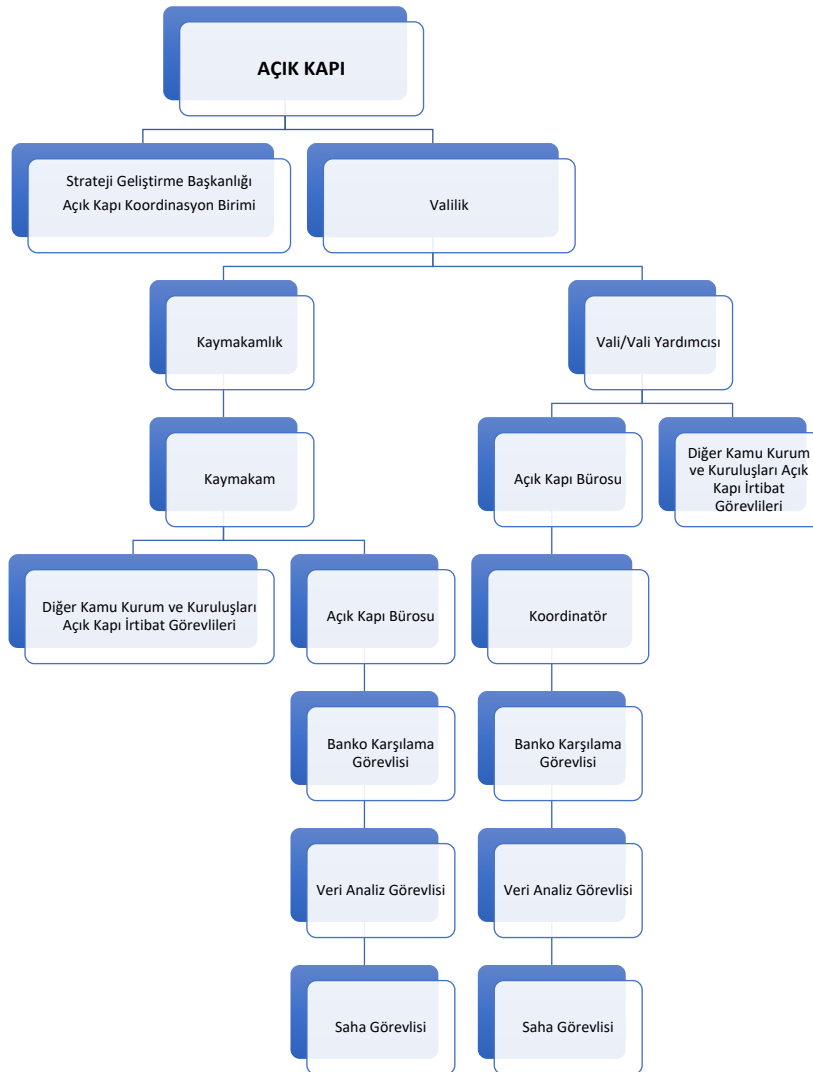 AÇIK KAPI
Strateji Geliştirme Başkanlığı
Açık Kapı Koordinasyon Birimi
Valilik
Kaymakamlık
Vali/Vali Yardımcısı
Kaymakam
Açık Kapı Bürosu
Diğer Kamu Kurum
ve Kuruluşları Açık
Kapı İrtibat
Görevlileri
Diğer Kamu Kurum ve Kuruluşları
Açık Kapı İrtibat Görevlileri
Açık Kapı Bürosu
Koordinatör
Banko Karşılama
Görevlisi
Banko Karşılama
Görevlisi
Veri Analiz Görevlisi
Veri Analiz Görevlisi
Saha Görevlisi
Saha Görevlisi